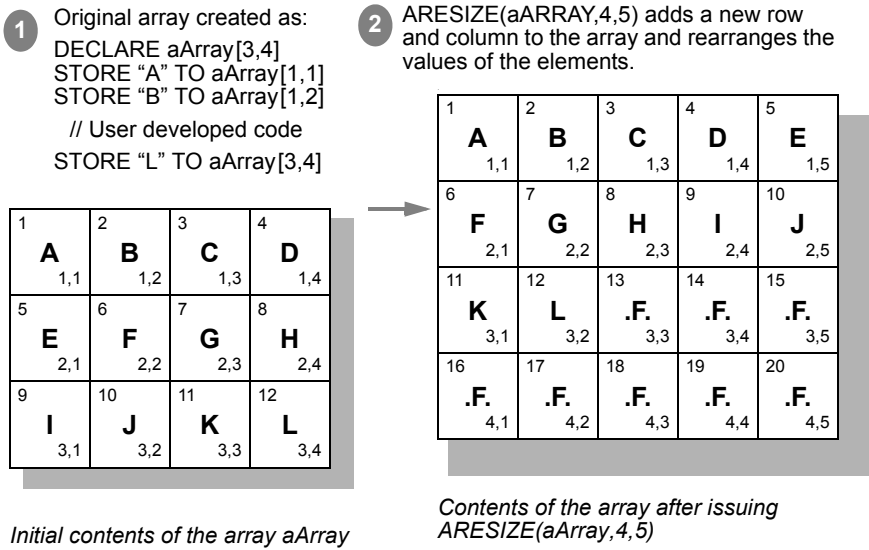 1
Original array created as:
DECLARE aArray[3,4]
STORE “A” TO aArray[1,1]
STORE “B” TO aArray[1,2]
// User developed code
STORE “L” TO aArray[3,4]
1 2 3 4
A B C D
1,1 1,2 1,3 1,4
5 6 7 8
E F G H
2,1 2,2 2,3 2,4
9 10 11 12
I J K L
3,1 3,2 3,3 3,4
Initial contents of the array aArray
2
ARESIZE(aARRAY,4,5) adds a new row
and column to the array and rearranges the
values of the elements.
1 2 3 4 5
A B C D E
1,1 1,2 1,3 1,4 1,5
6 7 8 9 10
F G H I J
2,1 2,2 2,3 2,4 2,5
11 12 13 14 15
K L .F. .F. .F.
3,1 3,2 3,3 3,4 3,5
16 17 18 19 20
.F. .F. .F. .F. .F.
4,1 4,2 4,3 4,4 4,5
Contents of the array after issuing
ARESIZE(aArray,4,5)